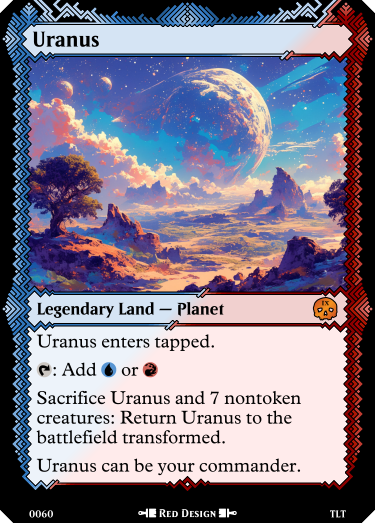 Uranus
Legendary Land — Planet
IX
Uranus enters tapped.
: Add or
Sacrifice Uranus and 7 nontoken
creatures: Return Uranus to the
battlefield transformed.
Uranus can be your commander.
0060
RED DESIGN
TLT